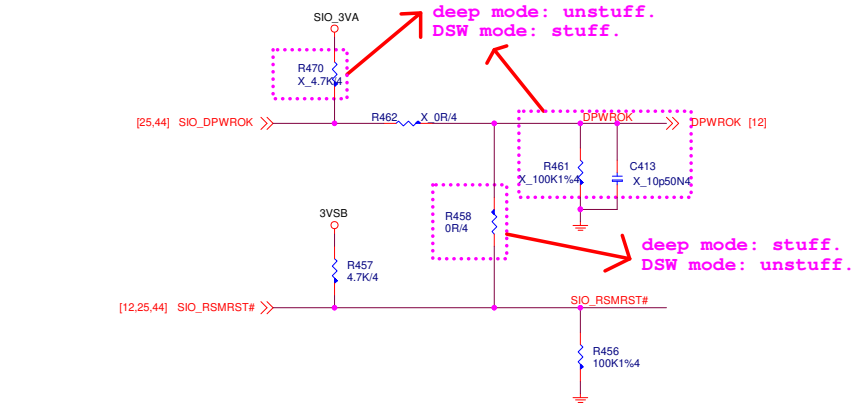 deep mode: unstuff.
DSW mode: stuff.
SIO_3VA
R470
X_4.7K/4
[25,44] SIO_DPWROK
R462 X_0R/4
DPWROK
DPWROK [12]
R461
X_100K1%4
C413
X_10p50N4
R458
0R/4
3VSB
deep mode: stuff.
DSW mode: unstuff.
R457
4.7K/4
[12,25,44] SIO_RSMRST#
SIO_RSMRST#
R456
100K1%4